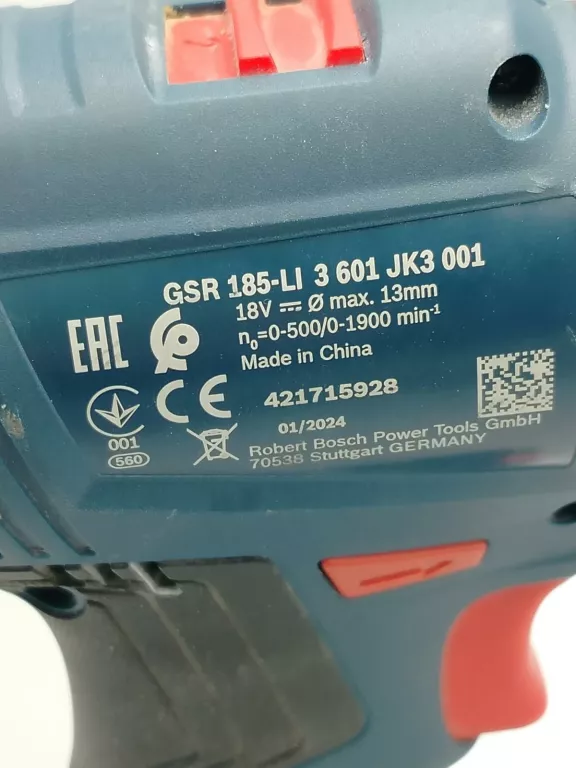 GSR 185-LI 3 601 JK3 001
18V ⎓ Ø max. 13mm
n₀=0-500/0-1900 min⁻¹
Made in China
EAC
CE
421715928
001
01/2024
560
Robert Bosch Power Tools GmbH
70538 Stuttgart GERMANY